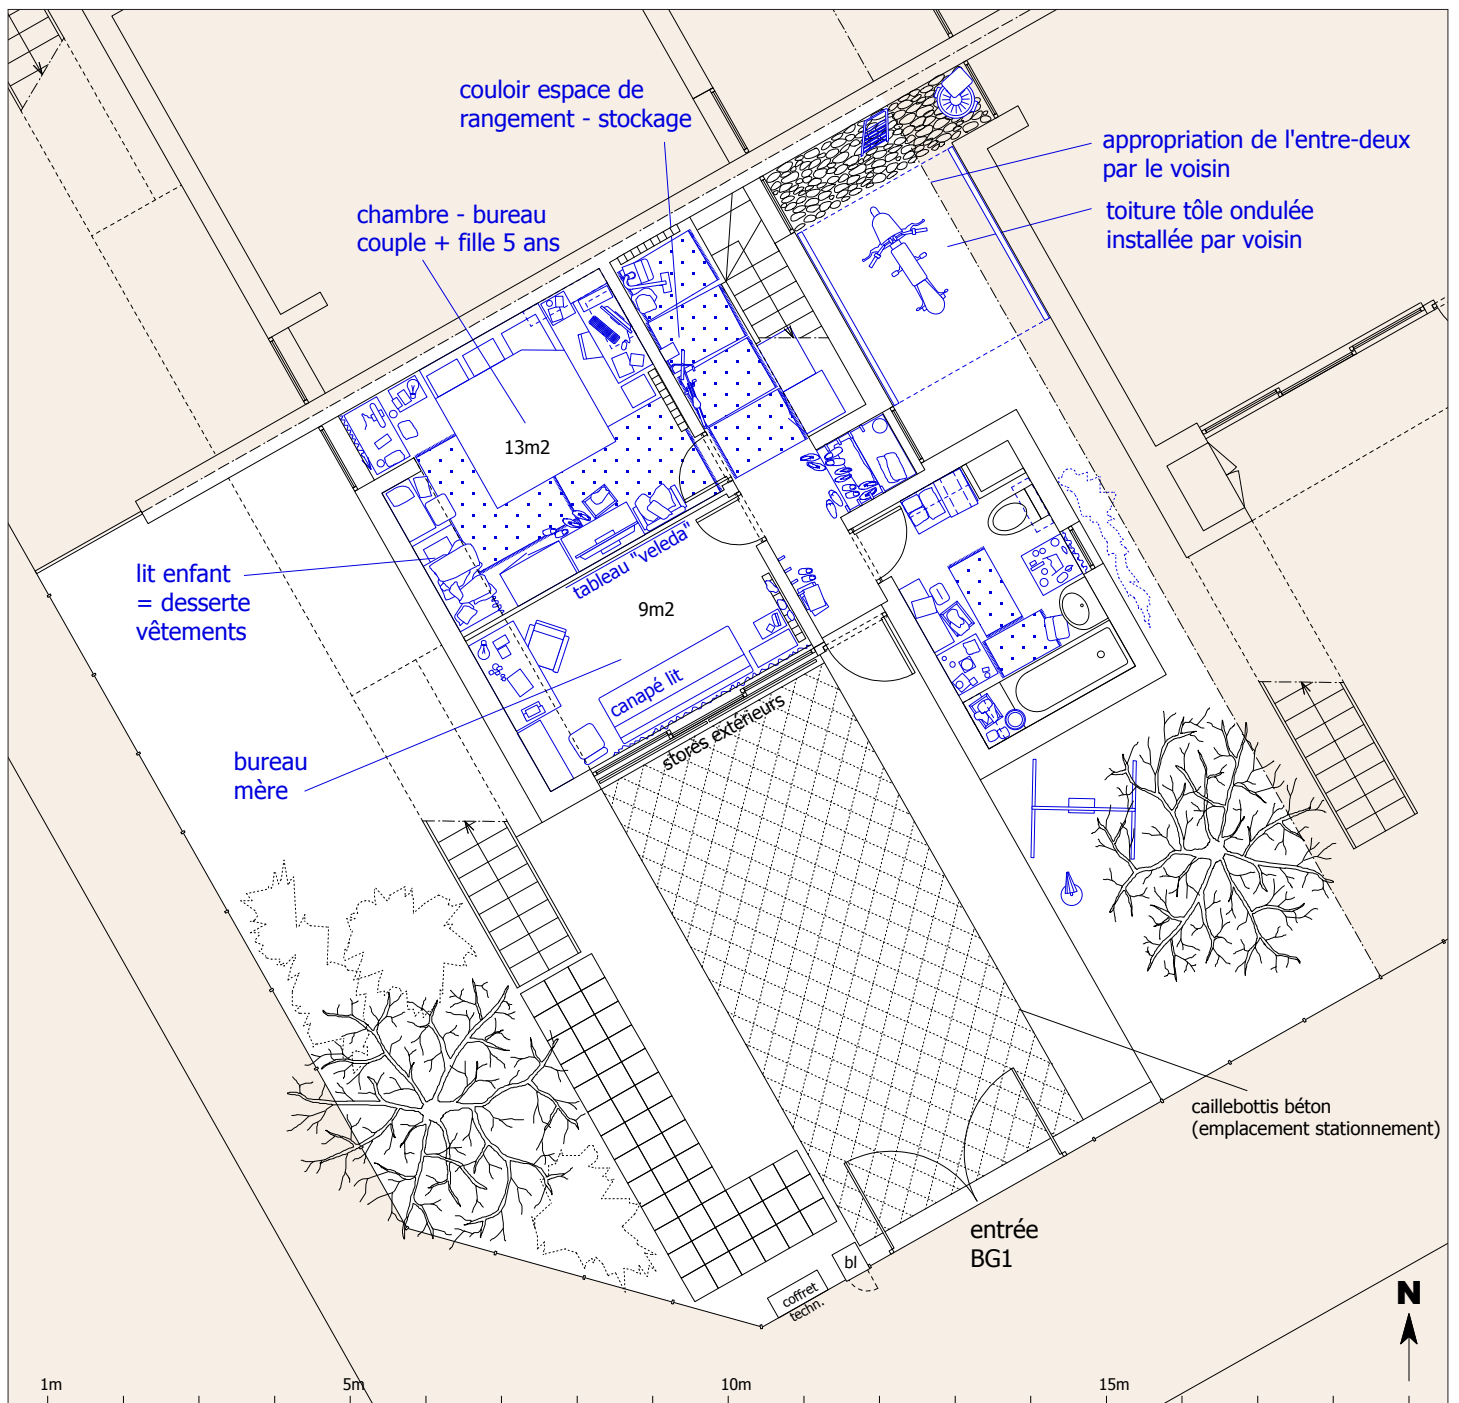 couloir espace de
rangement - stockage
appropriation de l'entre-deux
par le voisin
chambre - bureau
couple + fille 5 ans
toiture tôle ondulée
installée par voisin
13m2
tableau "veleda"
lit enfant
= desserte
vêtements
9m2
canapé lit
stores extérieurs
bureau
mère
caillebottis béton
(emplacement stationnement)
entrée
BG1
bl
coffret
techn.
N
1m 5m 10m 15m